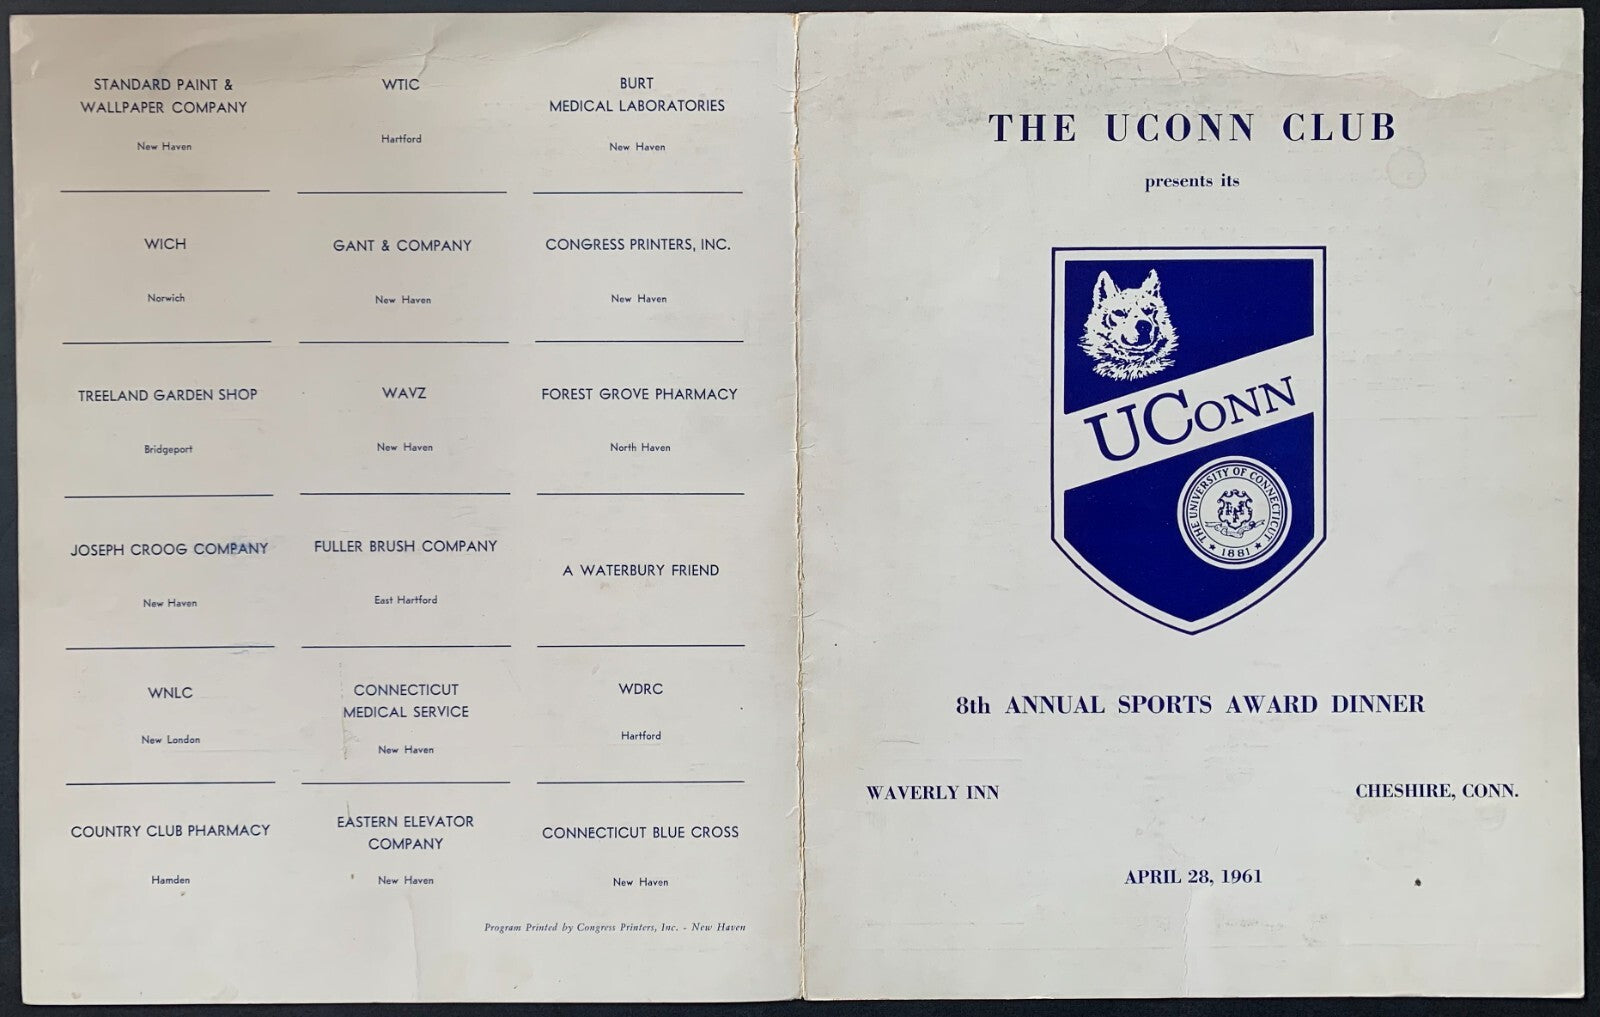 STANDARD PAINT &
WALLPAPER COMPANY
New Haven
WTIC
Hartford
BURT
MEDICAL LABORATORIES
New Haven
WICH
Norwich
GANT & COMPANY
New Haven
CONGRESS PRINTERS, INC.
New Haven
TREELAND GARDEN SHOP
Bridgeport
WAVZ
New Haven
FOREST GROVE PHARMACY
North Haven
JOSEPH CROOG COMPANY
New Haven
FULLER BRUSH COMPANY
East Hartford
A WATERBURY FRIEND
WNLC
New London
CONNECTICUT
MEDICAL SERVICE
New Haven
WDRC
Hartford
COUNTRY CLUB PHARMACY
Hamden
EASTERN ELEVATOR
COMPANY
New Haven
CONNECTICUT BLUE CROSS
New Haven
Program Printed by Congress Printers, Inc. - New Haven
THE UCONN CLUB
presents its
UCONN
THE UNIVERSITY OF CONNECTICUT
★ 1881 ★
8th ANNUAL SPORTS AWARD DINNER
WAVERLY INN
CHESHIRE, CONN.
APRIL 28, 1961